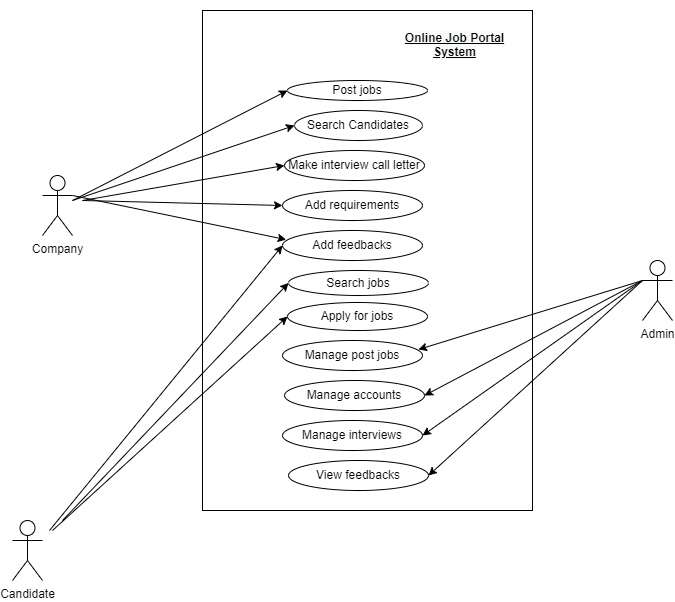 Online Job Portal
System
Post jobs
Search Candidates
Make interview call letter
Add requirements
Add feedbacks
Company
Search jobs
Apply for jobs
Admin
Manage post jobs
Manage accounts
Manage interviews
View feedbacks
Candidate